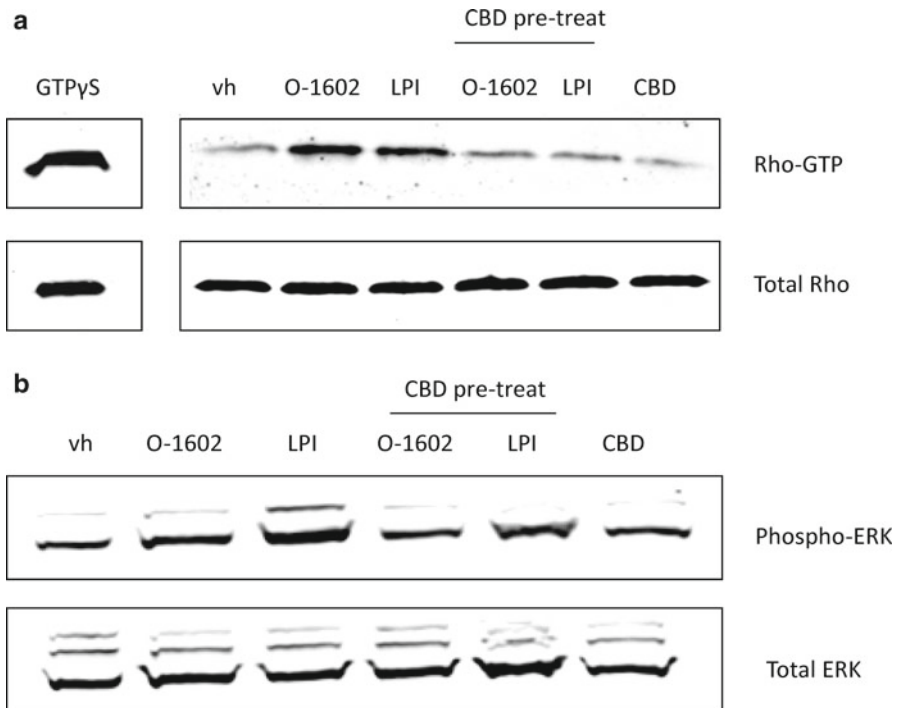 a
CBD pre-treat
GTPγS vh O-1602 LPI O-1602 LPI CBD
Rho-GTP
Total Rho
b
CBD pre-treat
vh O-1602 LPI O-1602 LPI CBD
Phospho-ERK
Total ERK